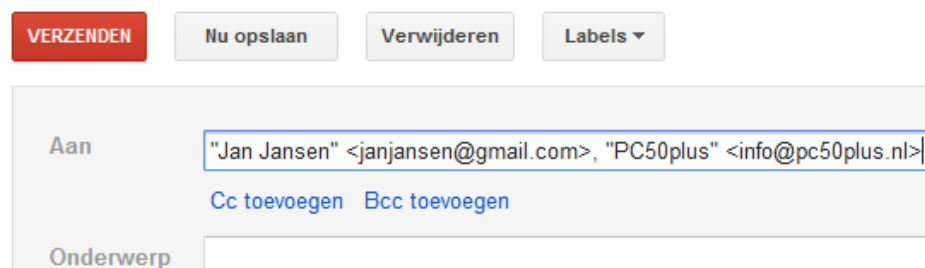 VERZENDEN Nu opslaan Verwijderen Labels
Aan "Jan Jansen" <janjansen@gmail.com>, "PC50plus" <info@pc50plus.nl>
Cc toevoegen Bcc toevoegen
Onderwerp